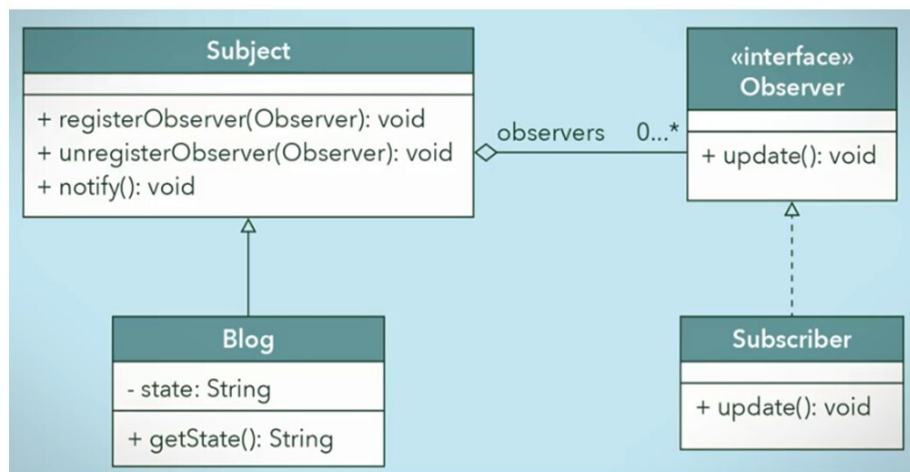 Subject
+ registerObserver(Observer): void
+ unregisterObserver(Observer): void
+ notify(): void
observers 0...*
«interface»
Observer
+ update(): void
Blog
- state: String
+ getState(): String
Subscriber
+ update(): void